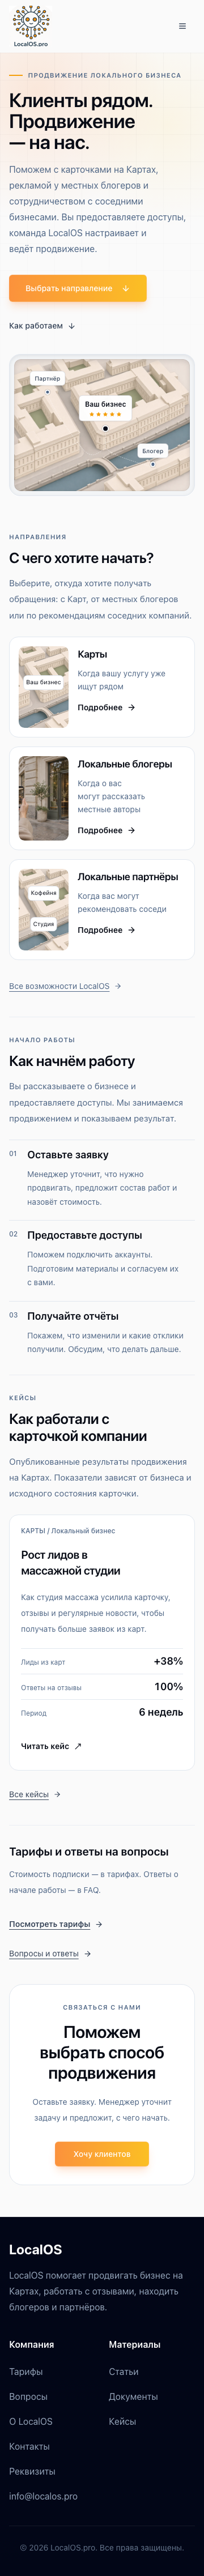 LocalOS.pro
ПРОДВИЖЕНИЕ ЛОКАЛЬНОГО БИЗНЕСА
Клиенты рядом.
Продвижение
— на нас.
Поможем с карточками на Картах,
рекламой у местных блогеров и
сотрудничеством с соседними
бизнесами. Вы предоставляете доступы,
команда LocalOS настраивает и
ведёт продвижение.
Выбрать направление ↓
Как работаем ↓
Партнёр
Ваш бизнес
★★★★★
Блогер
НАПРАВЛЕНИЯ
С чего хотите начать?
Выберите, откуда хотите получать
обращения: с Карт, от местных блогеров
или по рекомендациям соседних компаний.
Ваш бизнес
Карты
Когда вашу услугу уже
ищут рядом
Подробнее →
Локальные блогеры
Когда о вас
могут рассказать
местные авторы
Подробнее →
Кофейня
Студия
Локальные партнёры
Когда вас могут
рекомендовать соседи
Подробнее →
Все возможности LocalOS →
НАЧАЛО РАБОТЫ
Как начнём работу
Вы рассказываете о бизнесе и
предоставляете доступы. Мы занимаемся
продвижением и показываем результат.
01 Оставьте заявку
Менеджер уточнит, что нужно
продвигать, предложит состав работ и
назовёт стоимость.
02 Предоставьте доступы
Поможем подключить аккаунты.
Подготовим материалы и согласуем их
с вами.
03 Получайте отчёты
Покажем, что изменили и какие отклики
получили. Обсудим, что делать дальше.
КЕЙСЫ
Как работали с
карточкой компании
Опубликованные результаты продвижения
на Картах. Показатели зависят от бизнеса и
исходного состояния карточки.
КАРТЫ / Локальный бизнес
Рост лидов в
массажной студии
Как студия массажа усилила карточку,
отзывы и регулярные новости, чтобы
получать больше заявок из карт.
Лиды из карт +38%
Ответы на отзывы 100%
Период 6 недель
Читать кейс ↗
Все кейсы →
Тарифы и ответы на вопросы
Стоимость подписки — в тарифах. Ответы о
начале работы — в FAQ.
Посмотреть тарифы →
Вопросы и ответы →
СВЯЗАТЬСЯ С НАМИ
Поможем
выбрать способ
продвижения
Оставьте заявку. Менеджер уточнит
задачу и предложит, с чего начать.
Хочу клиентов
LocalOS
LocalOS помогает продвигать бизнес на
Картах, работать с отзывами, находить
блогеров и партнёров.
Компания
Тарифы
Вопросы
О LocalOS
Контакты
Реквизиты
info@localos.pro
Материалы
Статьи
Документы
Кейсы
© 2026 LocalOS.pro. Все права защищены.